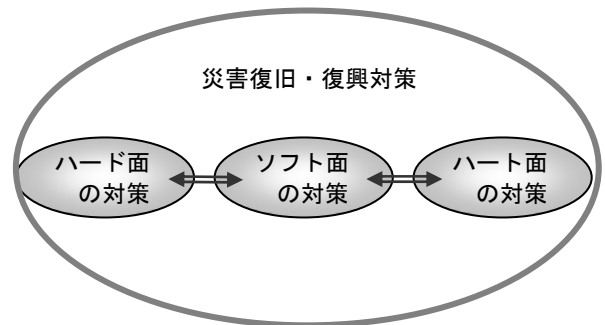 災害復旧・復興対策
ハード面
の対策
ソフト面
の対策
ハート面
の対策